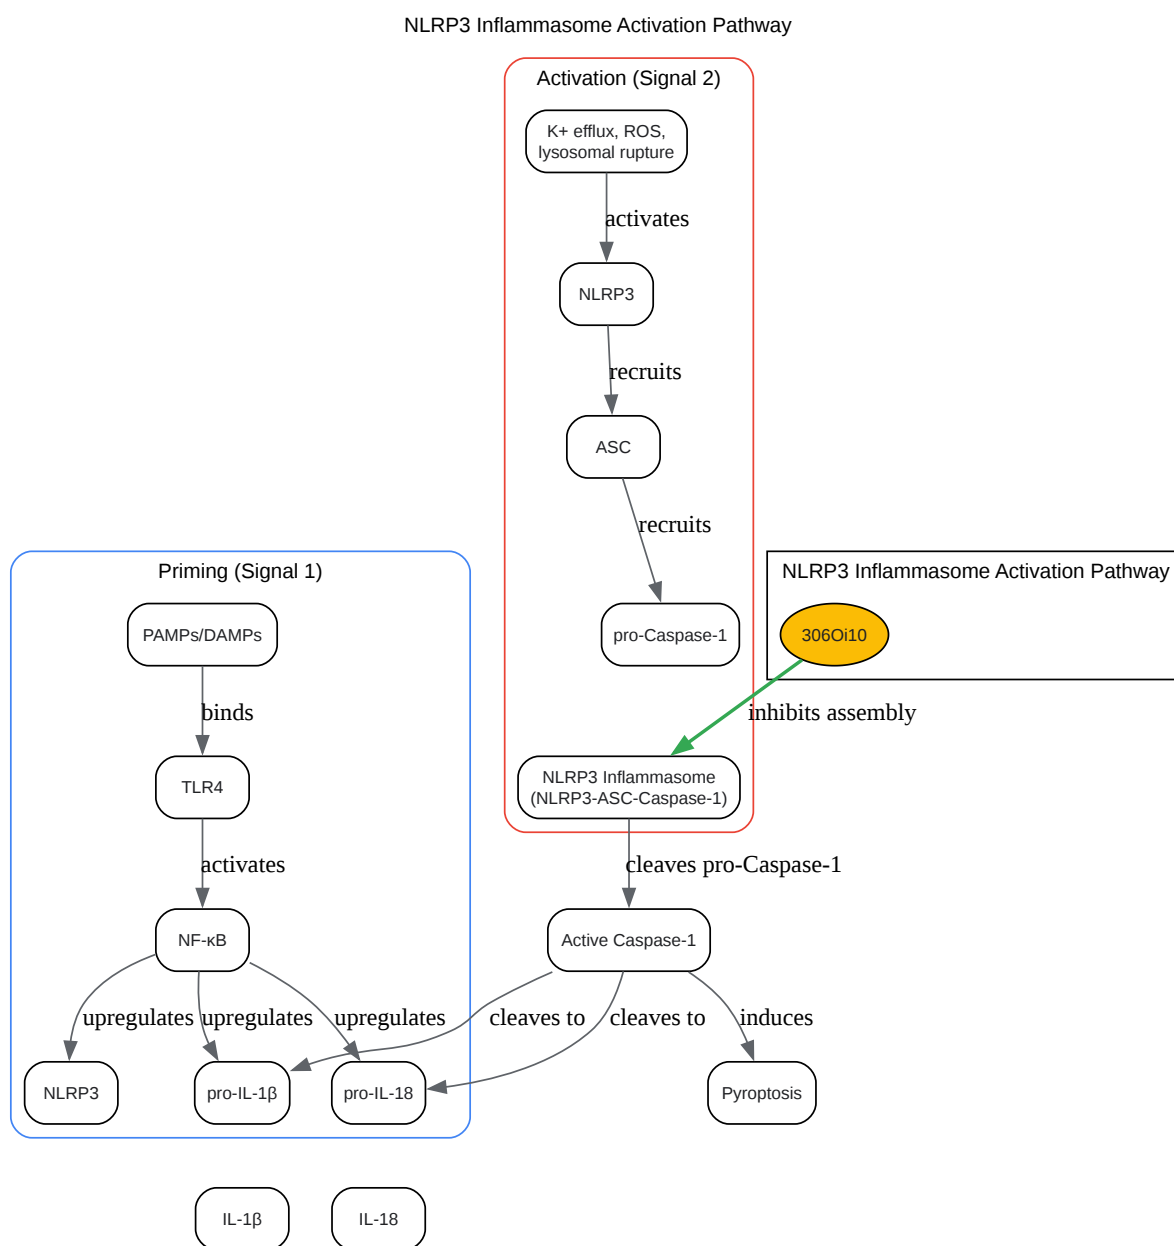 NLRP3 Inflammasome Activation Pathway
Activation (Signal 2)
K+ efflux, ROS,
lysosomal rupture
activates
NLRP3
recruits
ASC
recruits
pro-Caspase-1
NLRP3 Inflammasome Activation Pathway
306Oi10
inhibits assembly
NLRP3 Inflammasome
(NLRP3-ASC-Caspase-1)
Priming (Signal 1)
PAMPs/DAMPs
binds
TLR4
activates
NF-κB
upregulates
upregulates
upregulates
NLRP3
pro-IL-1β
pro-IL-18
cleaves pro-Caspase-1
Active Caspase-1
cleaves to
cleaves to
induces
Pyroptosis
IL-1β
IL-18